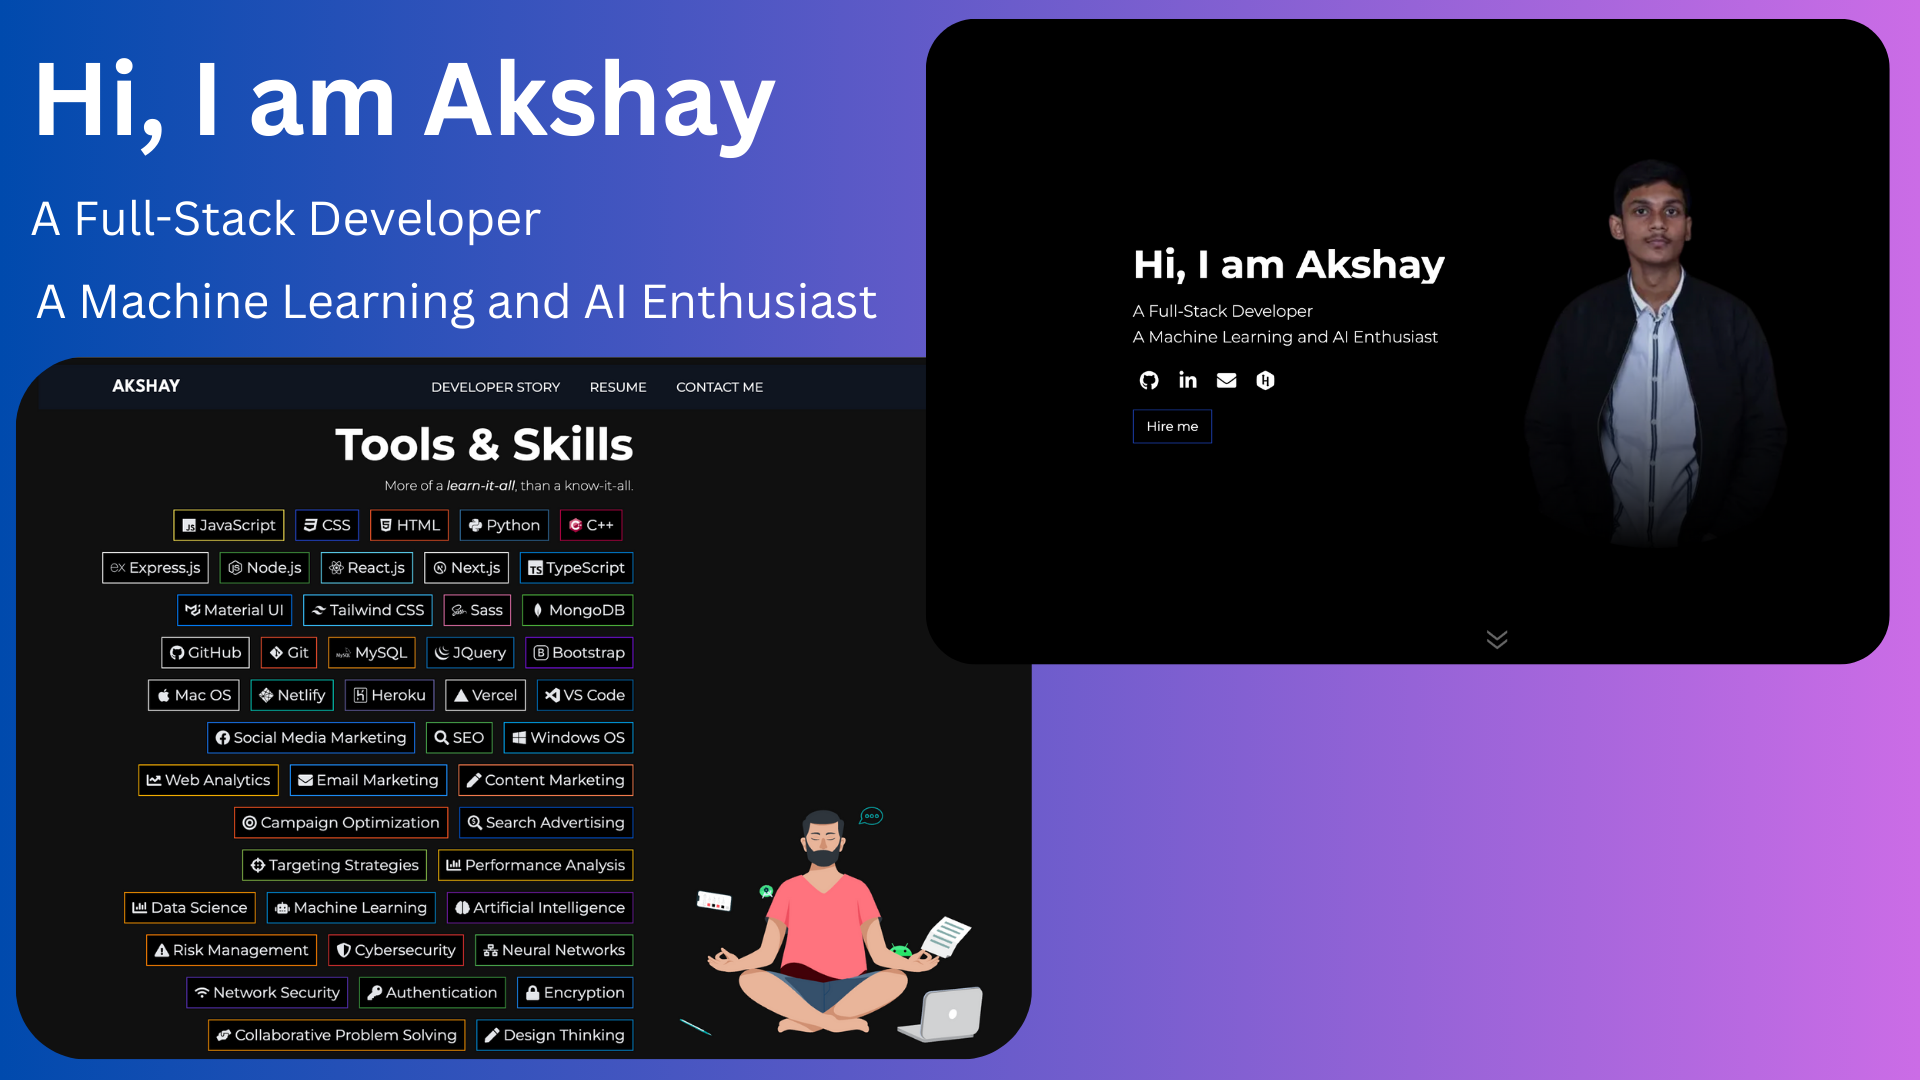 Hi, I am Akshay
A Full-Stack Developer
A Machine Learning and AI Enthusiast
Hi, I am Akshay
A Full-Stack Developer
A Machine Learning and AI Enthusiast
Hire me
AKSHAY DEVELOPER STORY RESUME CONTACT ME
Tools & Skills
More of a learn-it-all, than a know-it-all.
JS JavaScript CSS HTML Python C++
ex Express.js Node.js React.js Next.js TS TypeScript
Material UI Tailwind CSS Sass MongoDB
GitHub Git MySQL JQuery B Bootstrap
Mac OS Netlify Heroku Vercel VS Code
Social Media Marketing SEO Windows OS
Web Analytics Email Marketing Content Marketing
Campaign Optimization Search Advertising
Targeting Strategies Performance Analysis
Data Science Machine Learning Artificial Intelligence
Risk Management Cybersecurity Neural Networks
Network Security Authentication Encryption
Collaborative Problem Solving Design Thinking